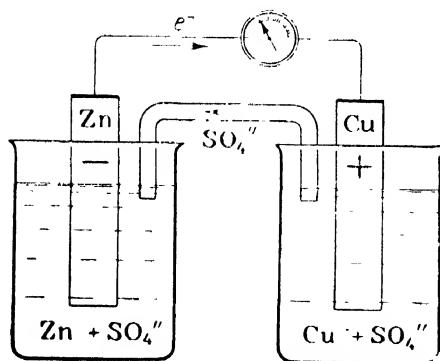 e⁻
Zn
Cu
SO₄″
−
+
Zn + SO₄″
Cu + SO₄″